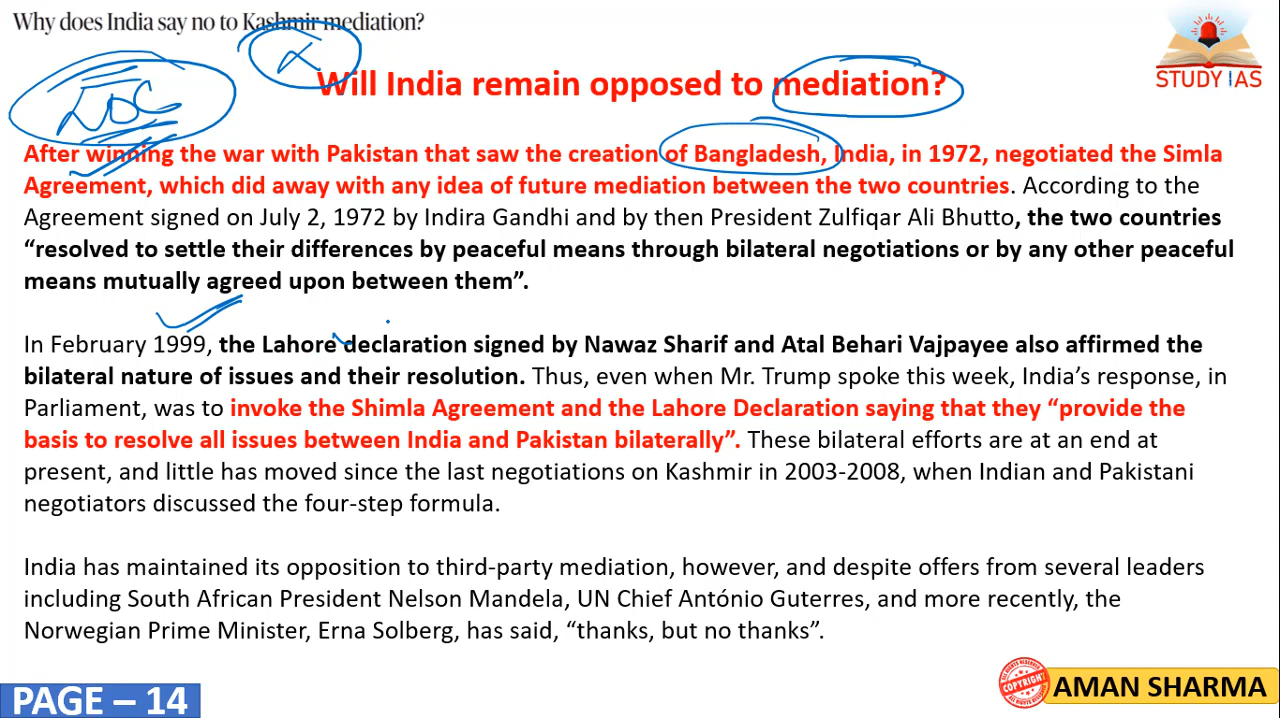 Why does India say no to Kashmir mediation?
STUDY IAS
Will India remain opposed to mediation?
LOC
After winning the war with Pakistan that saw the creation of Bangladesh, India, in 1972, negotiated the Simla
Agreement, which did away with any idea of future mediation between the two countries. According to the
Agreement signed on July 2, 1972 by Indira Gandhi and by then President Zulfiqar Ali Bhutto, the two countries
“resolved to settle their differences by peaceful means through bilateral negotiations or by any other peaceful
means mutually agreed upon between them”.
In February 1999, the Lahore declaration signed by Nawaz Sharif and Atal Behari Vajpayee also affirmed the
bilateral nature of issues and their resolution. Thus, even when Mr. Trump spoke this week, India’s response, in
Parliament, was to invoke the Shimla Agreement and the Lahore Declaration saying that they “provide the
basis to resolve all issues between India and Pakistan bilaterally”. These bilateral efforts are at an end at
present, and little has moved since the last negotiations on Kashmir in 2003-2008, when Indian and Pakistani
negotiators discussed the four-step formula.
India has maintained its opposition to third-party mediation, however, and despite offers from several leaders
including South African President Nelson Mandela, UN Chief António Guterres, and more recently, the
Norwegian Prime Minister, Erna Solberg, has said, “thanks, but no thanks”.
PAGE – 14
COPYRIGHT
AMAN SHARMA